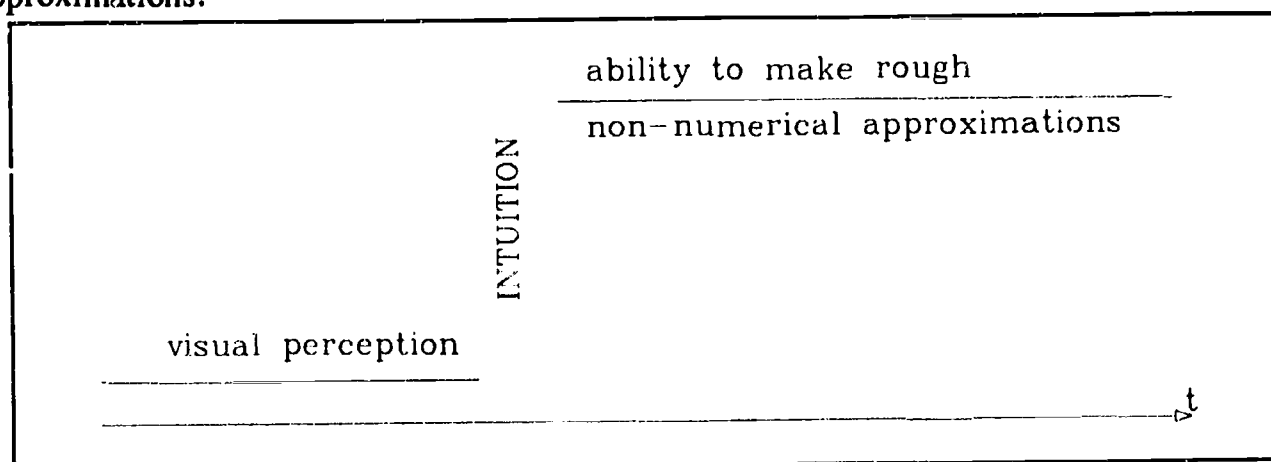 pproximations.
ability to make rough
non-numerical approximations
INTUITION
visual perception
t